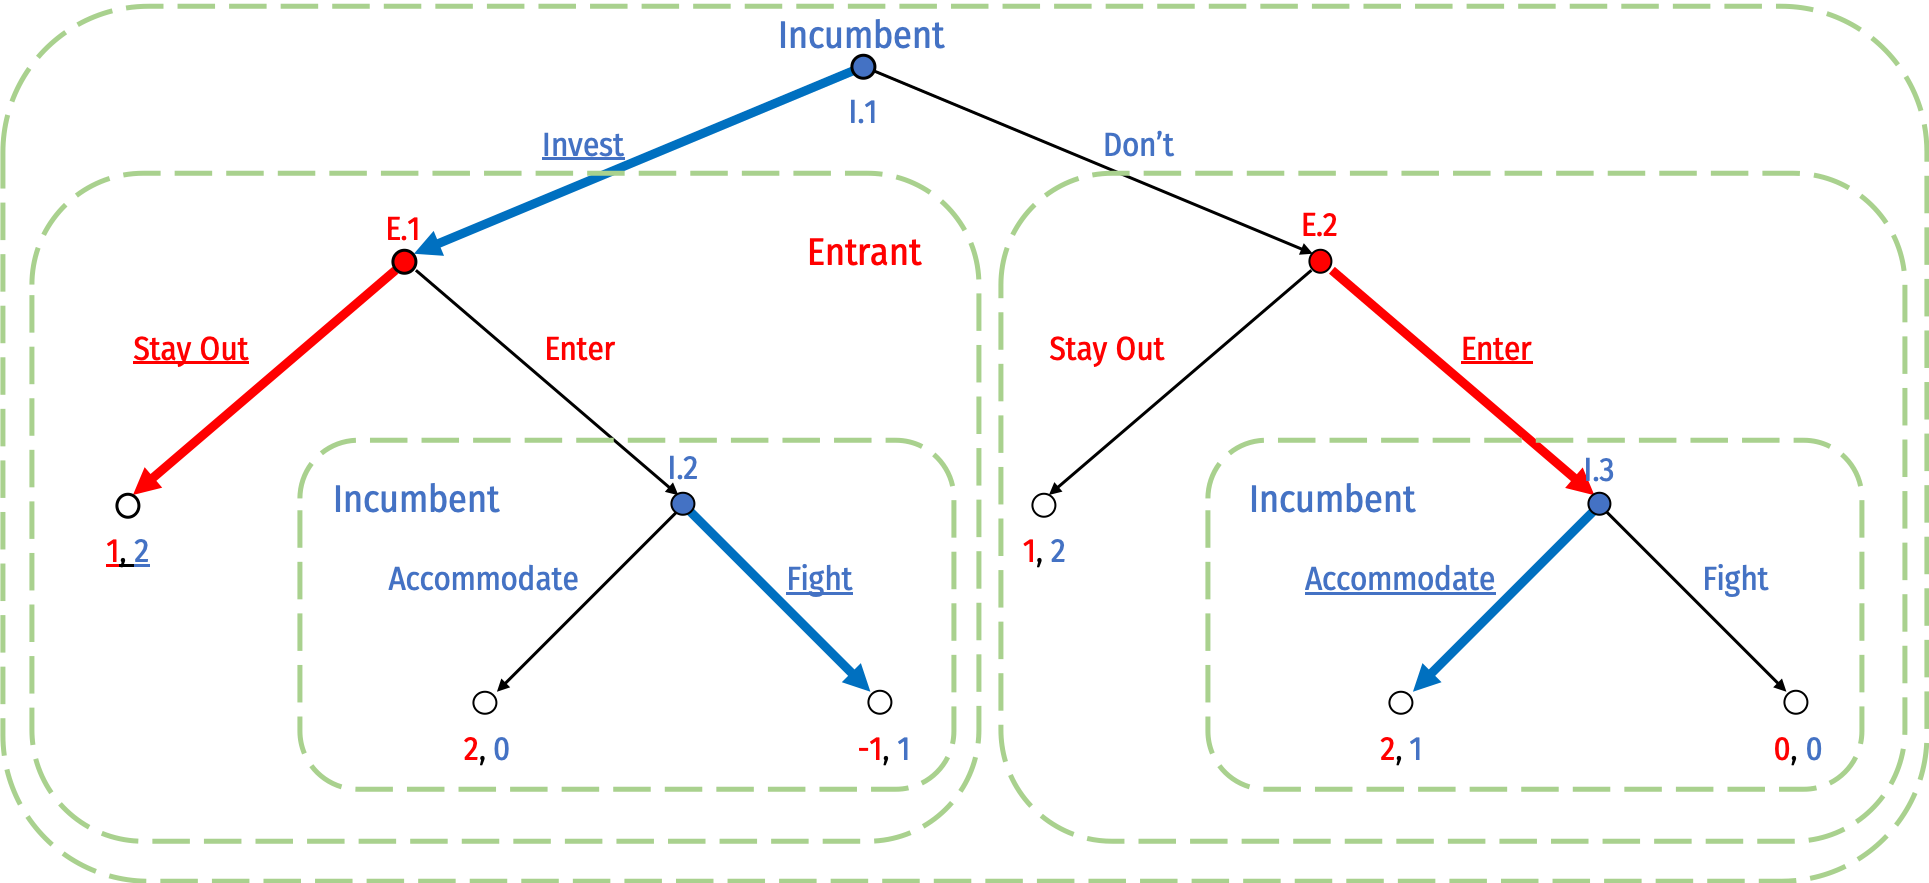 Incumbent
I.1
Invest
Don't
E.1
Entrant
E.2
Stay Out
Enter
Stay Out
Enter
I.2
I.3
Incumbent
Incumbent
1, 2
1, 2
Accommodate
Fight
Accommodate
Fight
2, 0
-1, 1
2, 1
0, 0